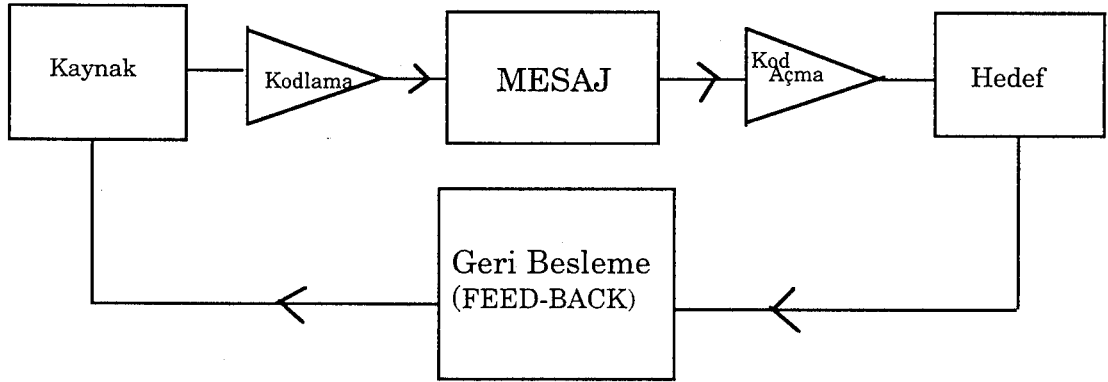 Kaynak
Kodlama
MESAJ
Kod
Açma
Hedef
Geri Besleme
(FEED-BACK)